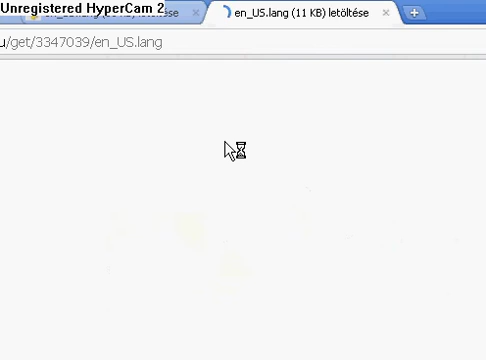 Unregistered HyperCam 2
en_US.lang (11 KB) letöltése
/get/3347039/en_US.lang